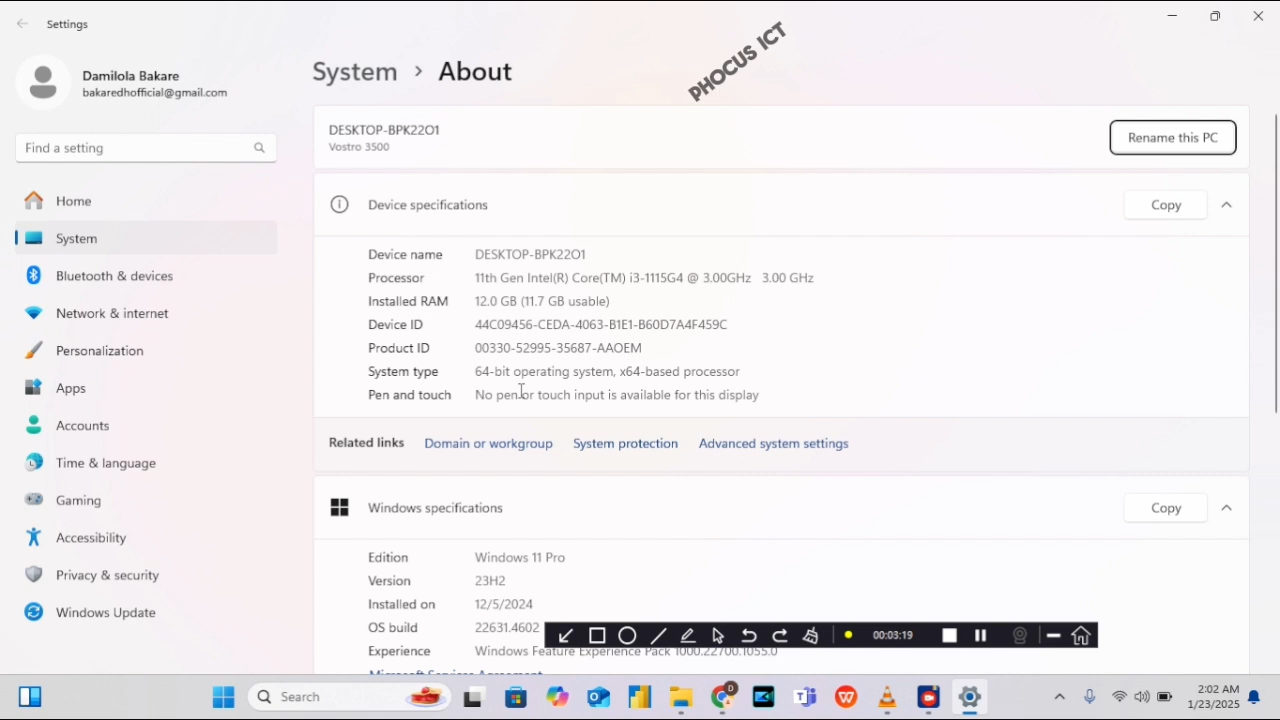 Settings
PHOCUS ICT
Damilola Bakare
bakaredhofficial@gmail.com
Find a setting
Home
System
Bluetooth & devices
Network & internet
Personalization
Apps
Accounts
Time & language
Gaming
Accessibility
Privacy & security
Windows Update
System > About
DESKTOP-BPK22O1
Vostro 3500
Rename this PC
Device specifications
Copy
Device name DESKTOP-BPK22O1
Processor 11th Gen Intel(R) Core(TM) i3-1115G4 @ 3.00GHz 3.00 GHz
Installed RAM 12.0 GB (11.7 GB usable)
Device ID 44C09456-CEDA-4063-B1E1-B60D7A4F459C
Product ID 00330-52995-35687-AAOEM
System type 64-bit operating system, x64-based processor
Pen and touch No pen or touch input is available for this display
Related links Domain or workgroup System protection Advanced system settings
Windows specifications
Copy
Edition Windows 11 Pro
Version 23H2
Installed on 12/5/2024
OS build 22631.4602
Experience Windows Feature Experience Pack 1000.22700.1055.0
Microsoft Services Agreement
00:03:19
Search
D
2:02 AM
1/23/2025